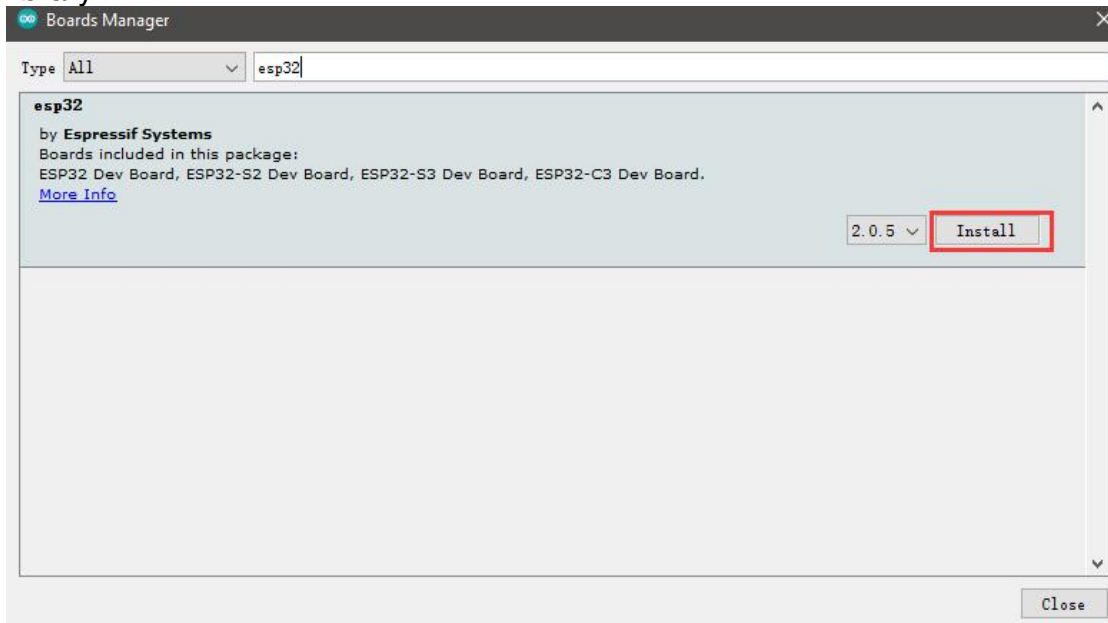 Boards Manager
Type All esp32
esp32
by Espressif Systems
Boards included in this package:
ESP32 Dev Board, ESP32-S2 Dev Board, ESP32-S3 Dev Board, ESP32-C3 Dev Board.
More Info
2.0.5 Install
Close